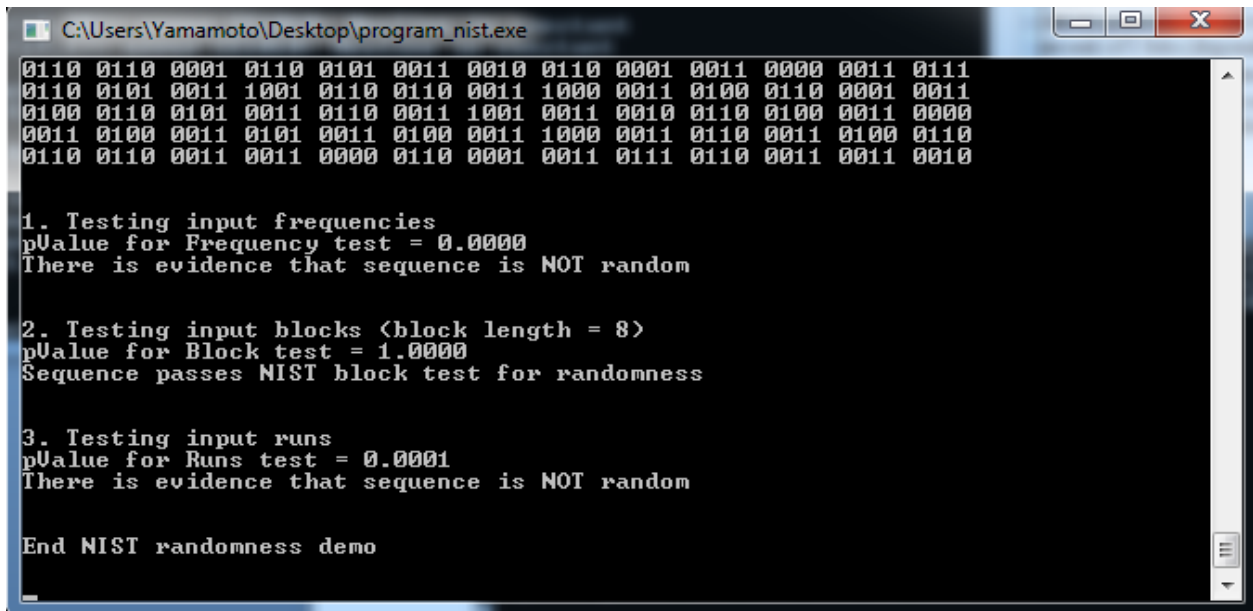 C:\Users\Yamamoto\Desktop\program_nist.exe
0110 0110 0001 0110 0101 0011 0010 0110 0001 0011 0000 0011 0111
0110 0101 0011 1001 0110 0110 0011 1000 0011 0100 0110 0001 0011
0100 0110 0101 0011 0110 0011 1001 0011 0010 0110 0100 0011 0000
0011 0100 0011 0101 0011 0100 0011 1000 0011 0110 0011 0100 0110
0110 0110 0011 0011 0000 0110 0001 0011 0111 0110 0011 0011 0010
1. Testing input frequencies
pValue for Frequency test = 0.0000
There is evidence that sequence is NOT random
2. Testing input blocks (block length = 8)
pValue for Block test = 1.0000
Sequence passes NIST block test for randomness
3. Testing input runs
pValue for Runs test = 0.0001
There is evidence that sequence is NOT random
End NIST randomness demo